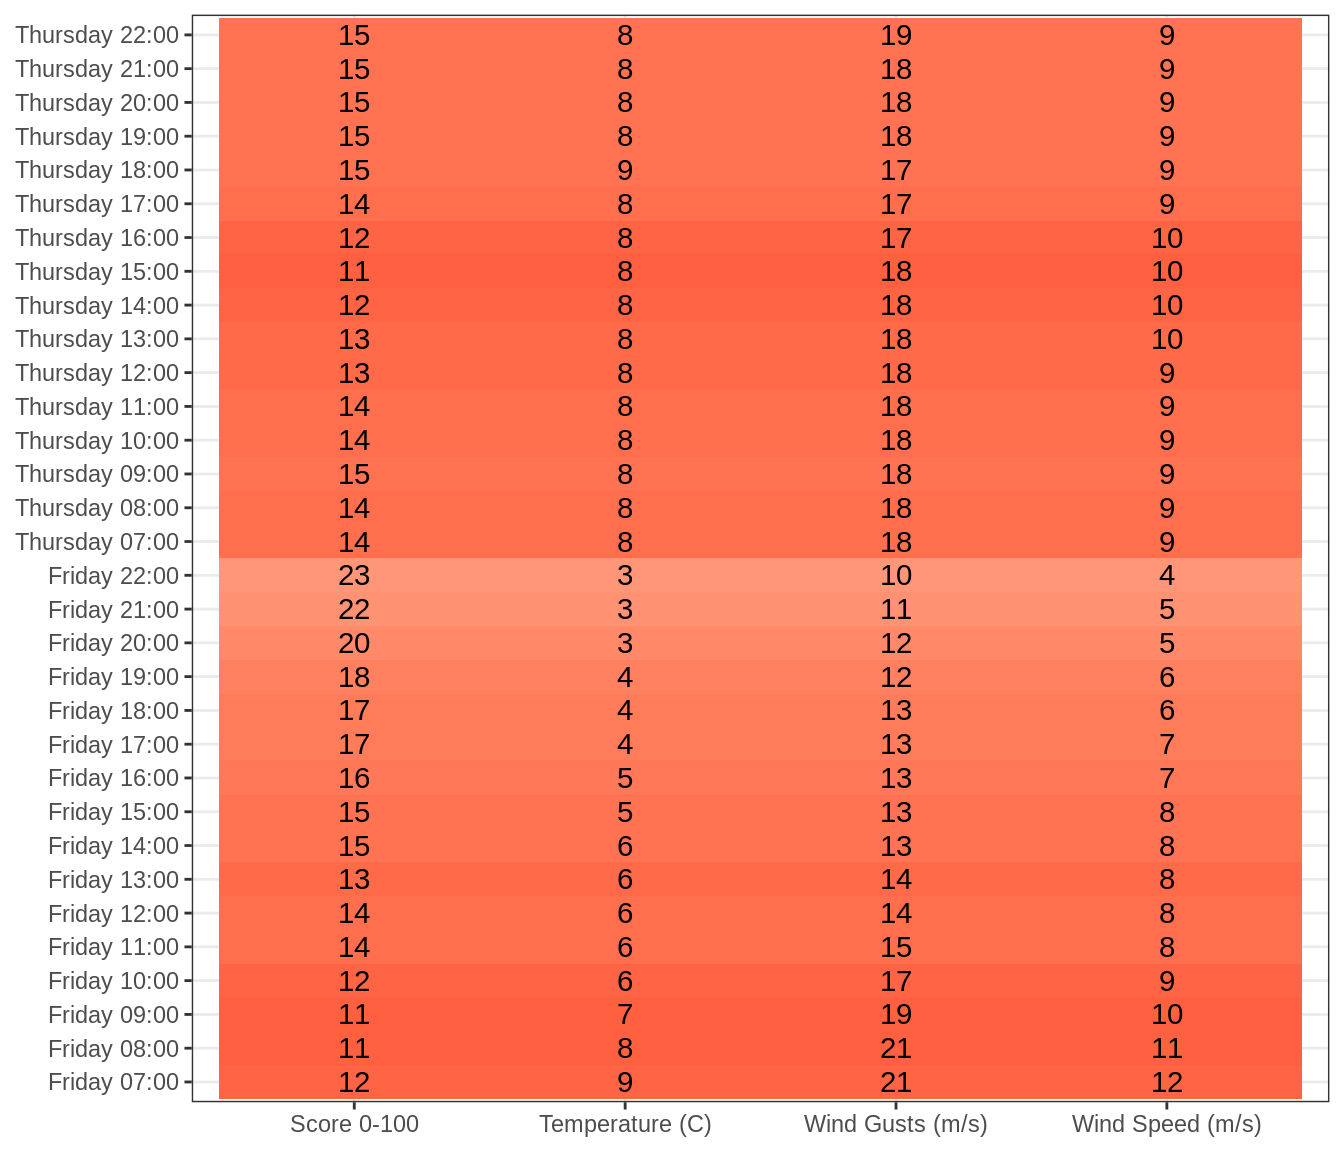 Thursday 22:00 15 8 19 9
Thursday 21:00 15 8 18 9
Thursday 20:00 15 8 18 9
Thursday 19:00 15 8 18 9
Thursday 18:00 15 9 17 9
Thursday 17:00 14 8 17 9
Thursday 16:00 12 8 17 10
Thursday 15:00 11 8 18 10
Thursday 14:00 12 8 18 10
Thursday 13:00 13 8 18 10
Thursday 12:00 13 8 18 9
Thursday 11:00 14 8 18 9
Thursday 10:00 14 8 18 9
Thursday 09:00 15 8 18 9
Thursday 08:00 14 8 18 9
Thursday 07:00 14 8 18 9
Friday 22:00 23 3 10 4
Friday 21:00 22 3 11 5
Friday 20:00 20 3 12 5
Friday 19:00 18 4 12 6
Friday 18:00 17 4 13 6
Friday 17:00 17 4 13 7
Friday 16:00 16 5 13 7
Friday 15:00 15 5 13 8
Friday 14:00 15 6 13 8
Friday 13:00 13 6 14 8
Friday 12:00 14 6 14 8
Friday 11:00 14 6 15 8
Friday 10:00 12 6 17 9
Friday 09:00 11 7 19 10
Friday 08:00 11 8 21 11
Friday 07:00 12 9 21 12
Score 0-100 Temperature (C) Wind Gusts (m/s) Wind Speed (m/s)